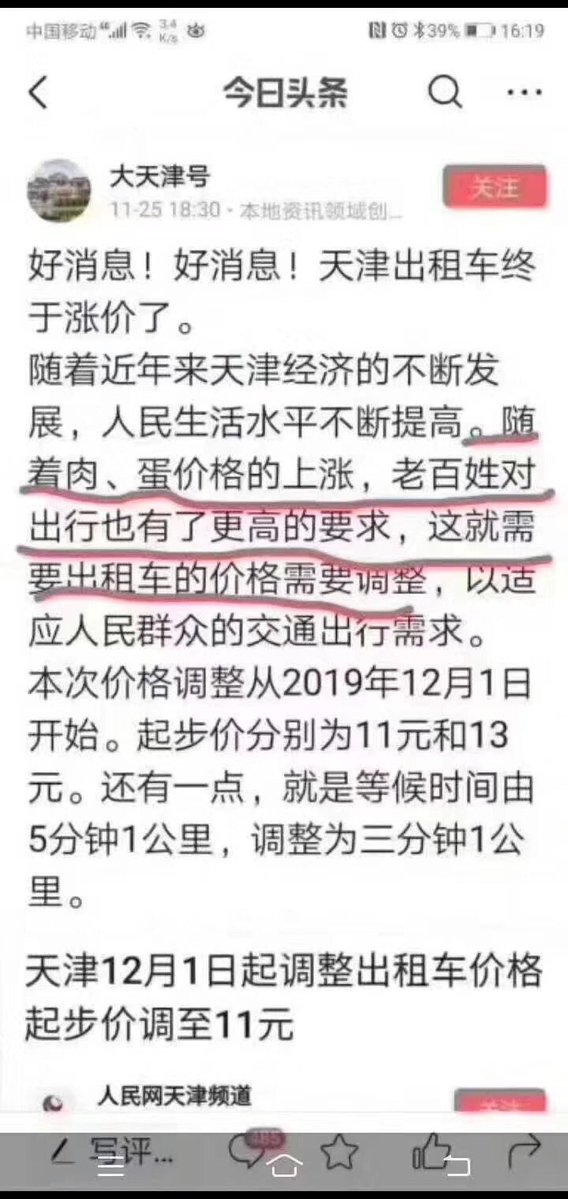 中国移动 4G 3.4 K/s 39% 16:19
今日头条
大天津号
关注
11-25 18:30 · 本地资讯领域创...
好消息！好消息！天津出租车终
于涨价了。
随着近年来天津经济的不断发
展，人民生活水平不断提高。随
着肉、蛋价格的上涨，老百姓对
出行也有了更高的要求，这就需
要出租车的价格需要调整，以适
应人民群众的交通出行需求。
本次价格调整从2019年12月1日
开始。起步价分别为11元和13
元。还有一点，就是等候时间由
5分钟1公里，调整为三分钟1公
里。
天津12月1日起调整出租车价格
起步价调至11元
人民网天津频道
关注
写评...
485